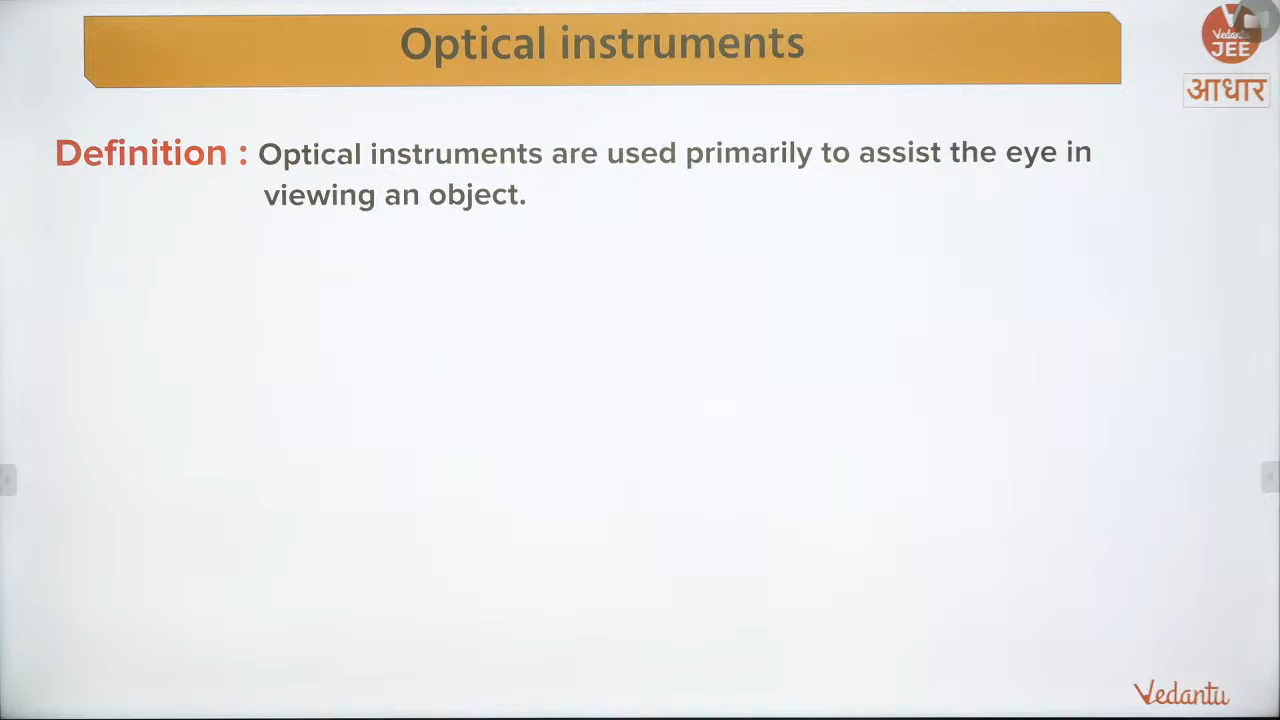 Optical instruments
Vedantu
JEE
आधार
Definition : Optical instruments are used primarily to assist the eye in
viewing an object.
Vedantu